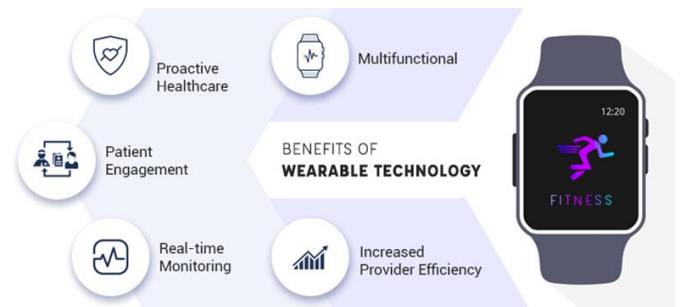 Proactive
Healthcare
Multifunctional
Patient
Engagement
BENEFITS OF
WEARABLE TECHNOLOGY
Real-time
Monitoring
Increased
Provider Efficiency
12:20
FITNESS